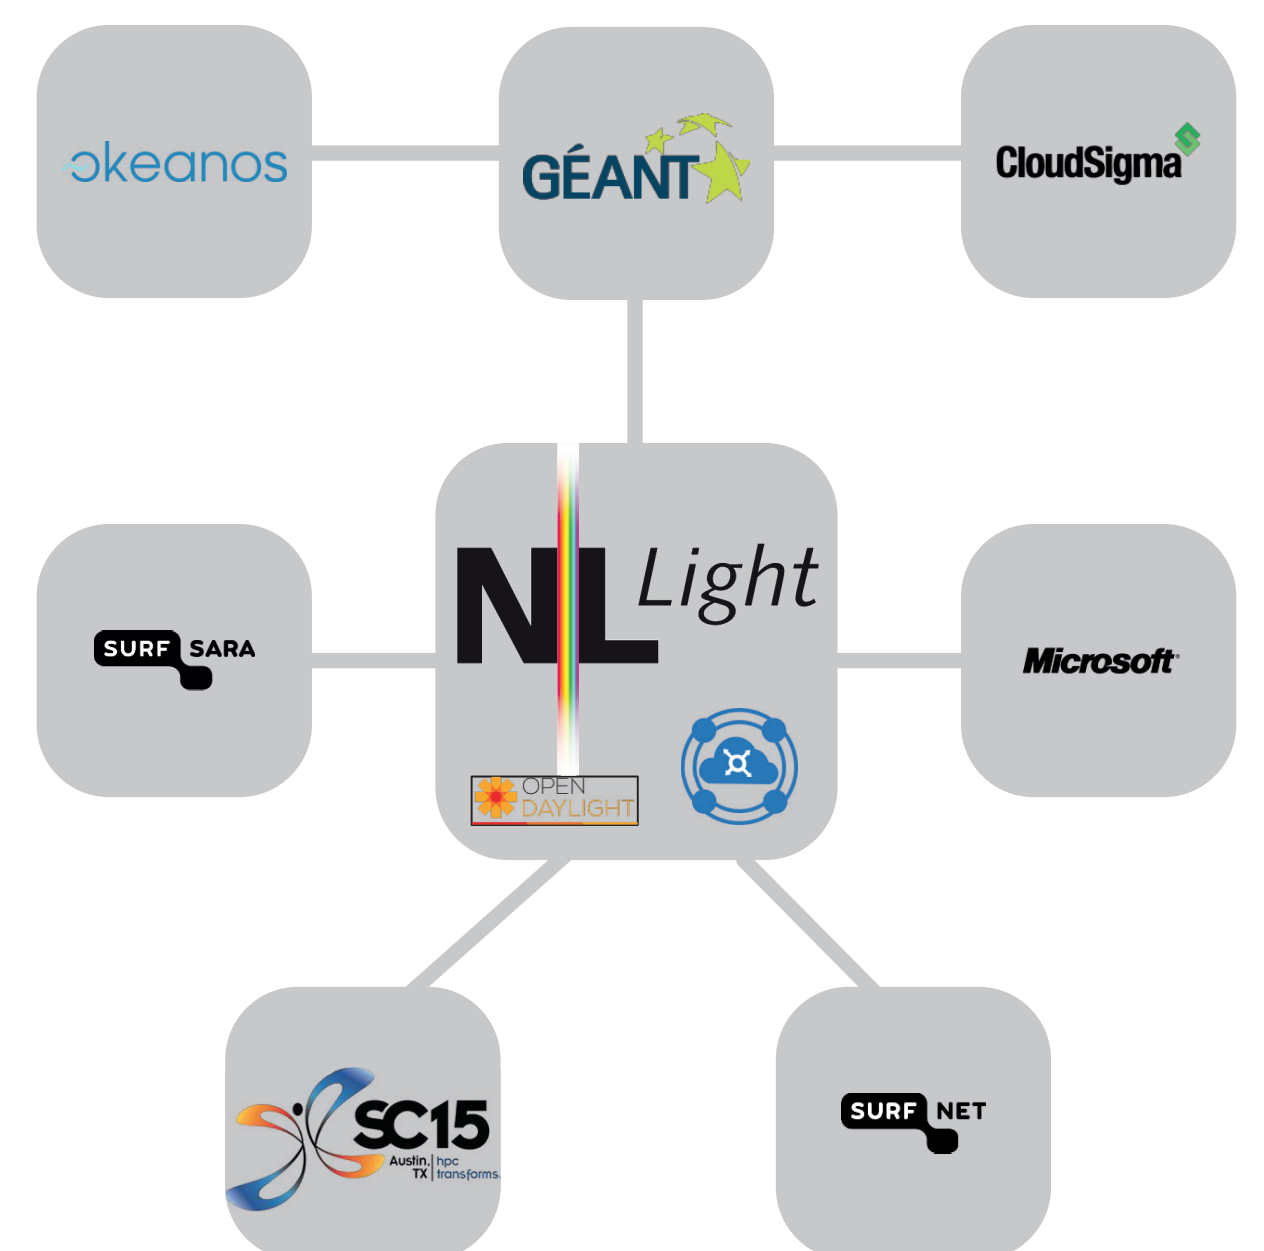 okeanos
GÉANT
CloudSigma
NL Light
SURF SARA
Microsoft
OPEN
DAYLIGHT
SC15
Austin, hpc
TX transforms.
SURF NET